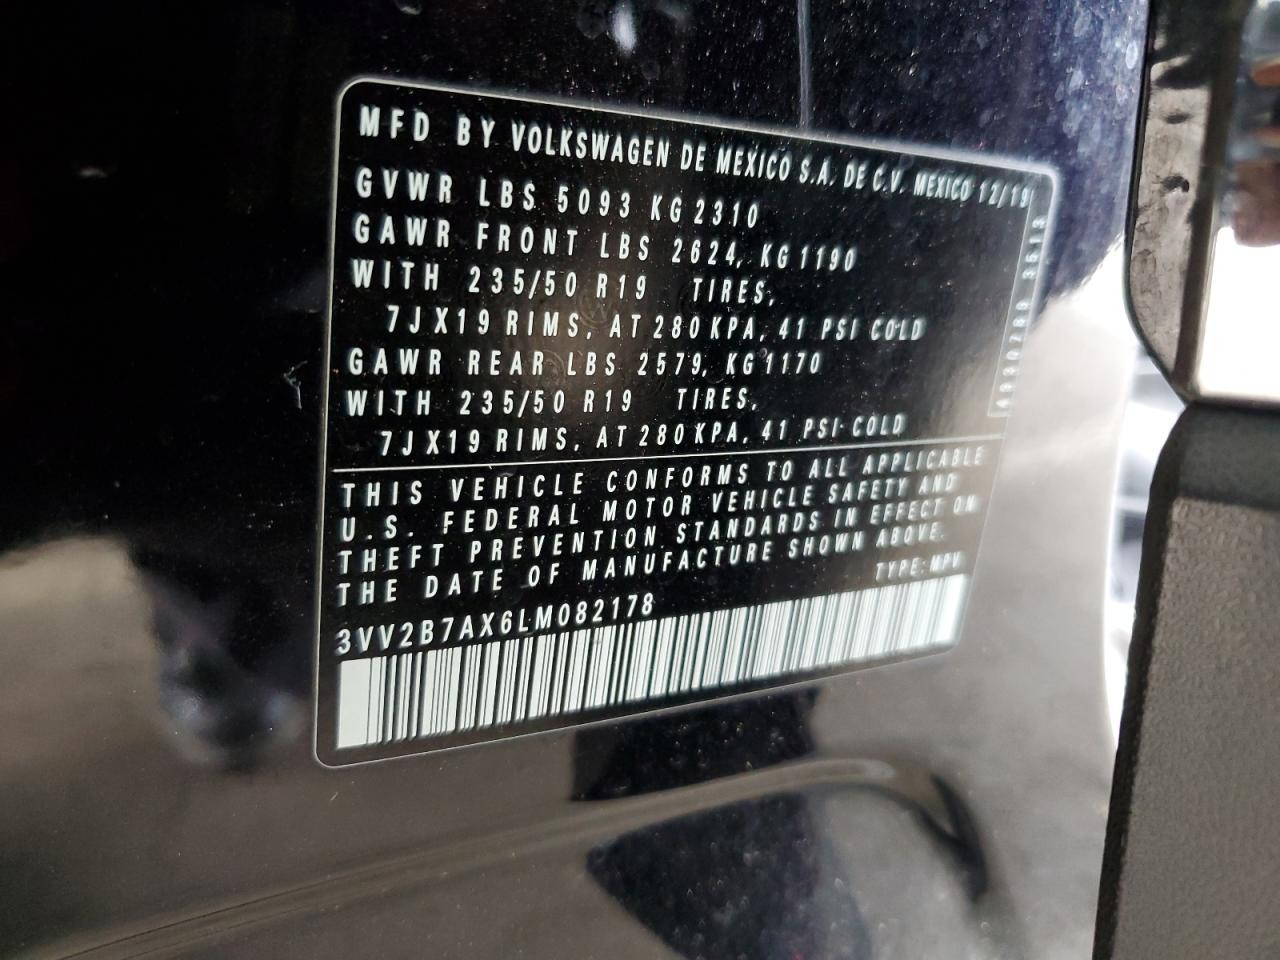 MFD BY VOLKSWAGEN DE MEXICO S.A. DE C.V. MEXICO 12/19
GVWR LBS 5093 KG 2310
GAWR FRONT LBS 2624, KG 1190
WITH 235/50 R19 TIRES,
7JX19 RIMS, AT 280 KPA, 41 PSI COLD
GAWR REAR LBS 2579, KG 1170
WITH 235/50 R19 TIRES,
7JX19 RIMS, AT 280 KPA, 41 PSI COLD
THIS VEHICLE CONFORMS TO ALL APPLICABLE
U.S. FEDERAL MOTOR VEHICLE SAFETY AND
THEFT PREVENTION STANDARDS IN EFFECT ON
THE DATE OF MANUFACTURE SHOWN ABOVE.
TYPE: MPV
3VV2B7AX6LM082178